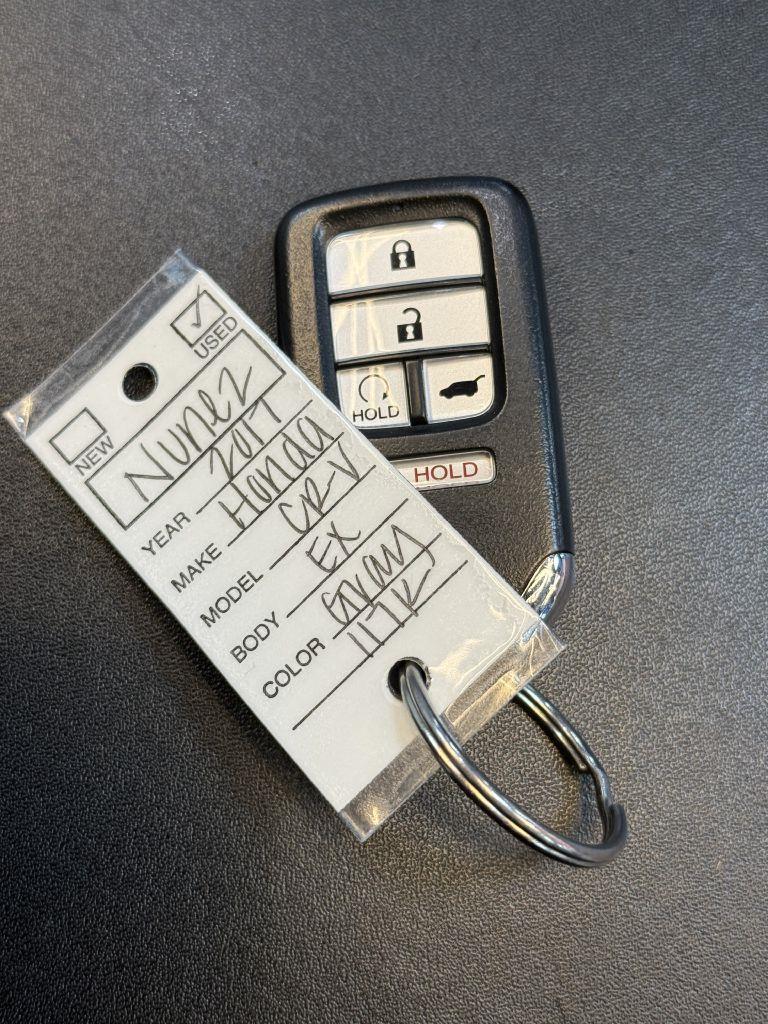 USED
NEW
Nunez
YEAR 2017
MAKE Honda
MODEL CR-V
BODY EX
COLOR Gray
117K
HOLD
HOLD